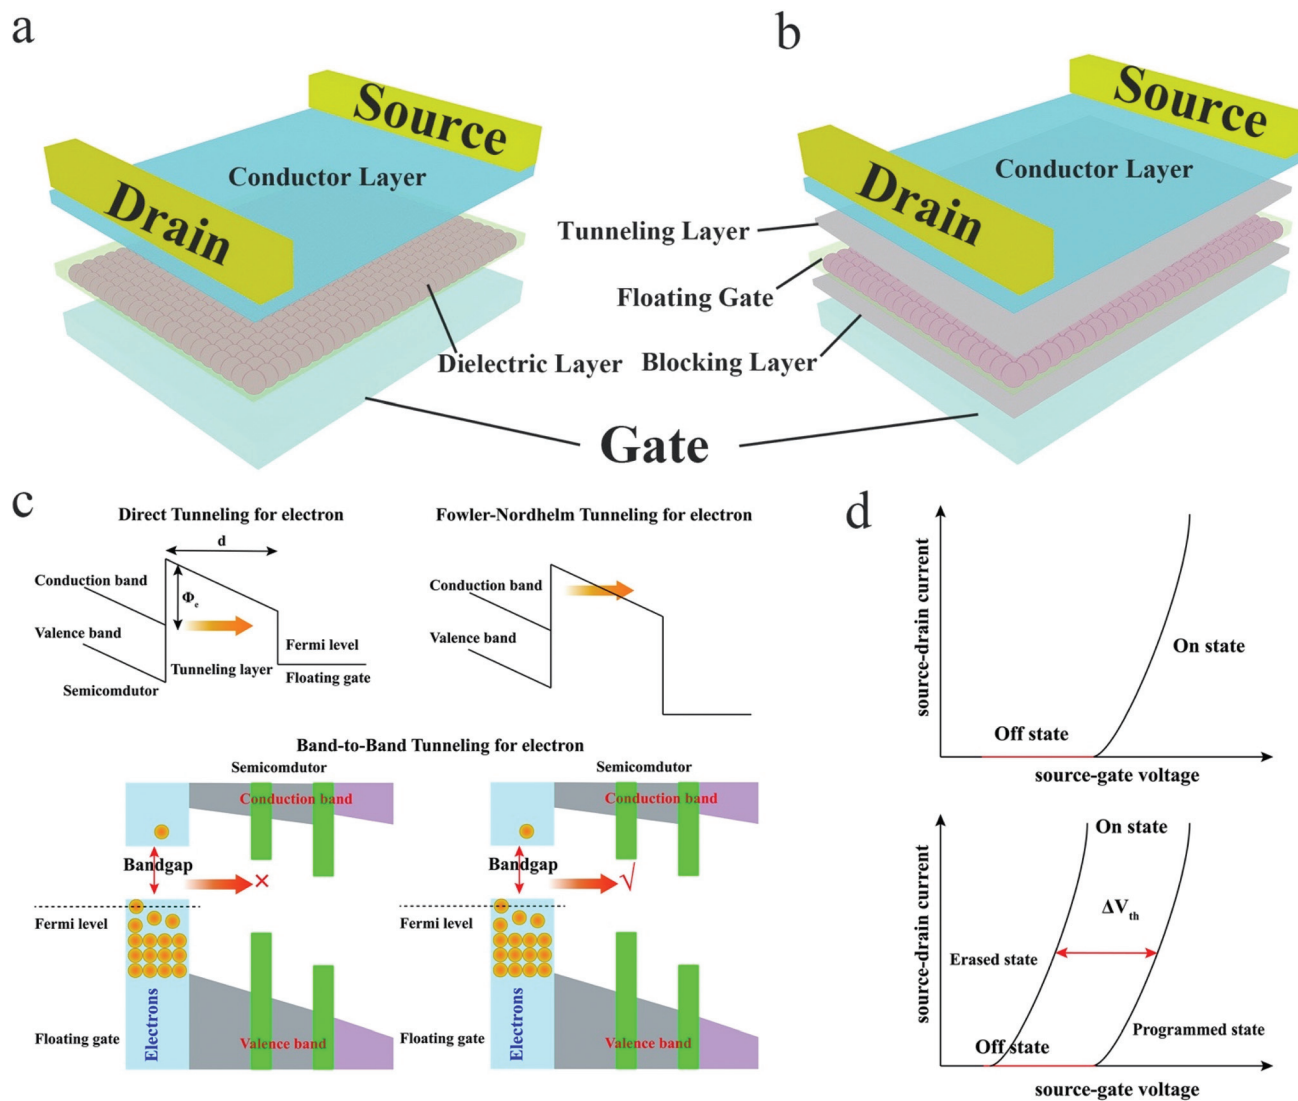 a
b
Source
Source
Conductor Layer
Conductor Layer
Drain
Drain
Tunneling Layer
Floating Gate
Dielectric Layer
Blocking Layer
Gate
c
Direct Tunneling for electron
d
Conduction band
Φe
Valence band
Fermi level
Tunneling layer
Floating gate
Semicomdutor
Fowler-Nordhelm Tunneling for electron
Conduction band
Valence band
Band-to-Band Tunneling for electron
Semicomdutor
Semicomdutor
Conduction band
Conduction band
Bandgap
×
Bandgap
√
Fermi level
Fermi level
Electrons
Electrons
Floating gate
Valence band
Floating gate
Valence band
d
source-drain current
On state
Off state
source-gate voltage
source-drain current
On state
ΔVth
Erased state
Programmed state
Off state
source-gate voltage